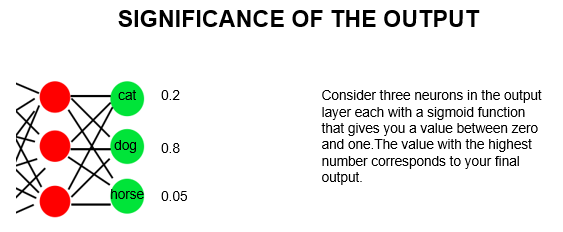 SIGNIFICANCE OF THE OUTPUT
cat 0.2
dog 0.8
horse 0.05
Consider three neurons in the output
layer each with a sigmoid function
that gives you a value between zero
and one.The value with the highest
number corresponds to your final
output.